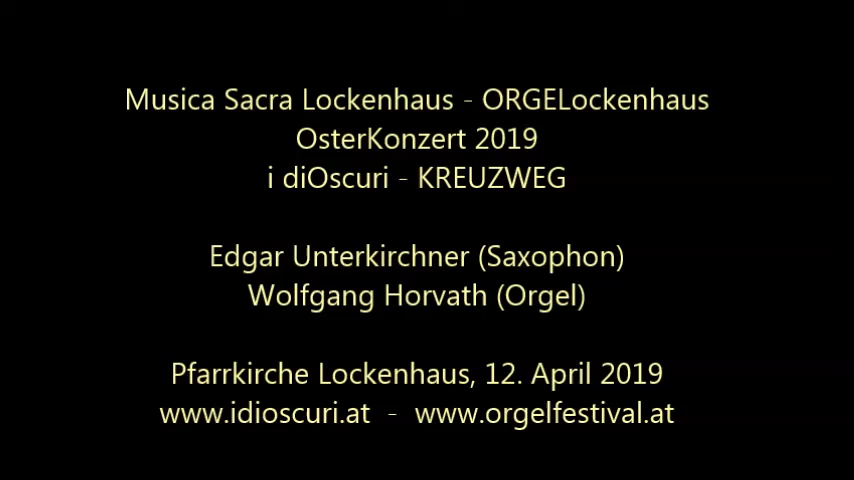 Musica Sacra Lockenhaus - ORGELockenhaus
OsterKonzert 2019
i diOscuri - KREUZWEG
Edgar Unterkirchner (Saxophon)
Wolfgang Horvath (Orgel)
Pfarrkirche Lockenhaus, 12. April 2019
www.idioscuri.at - www.orgelfestival.at